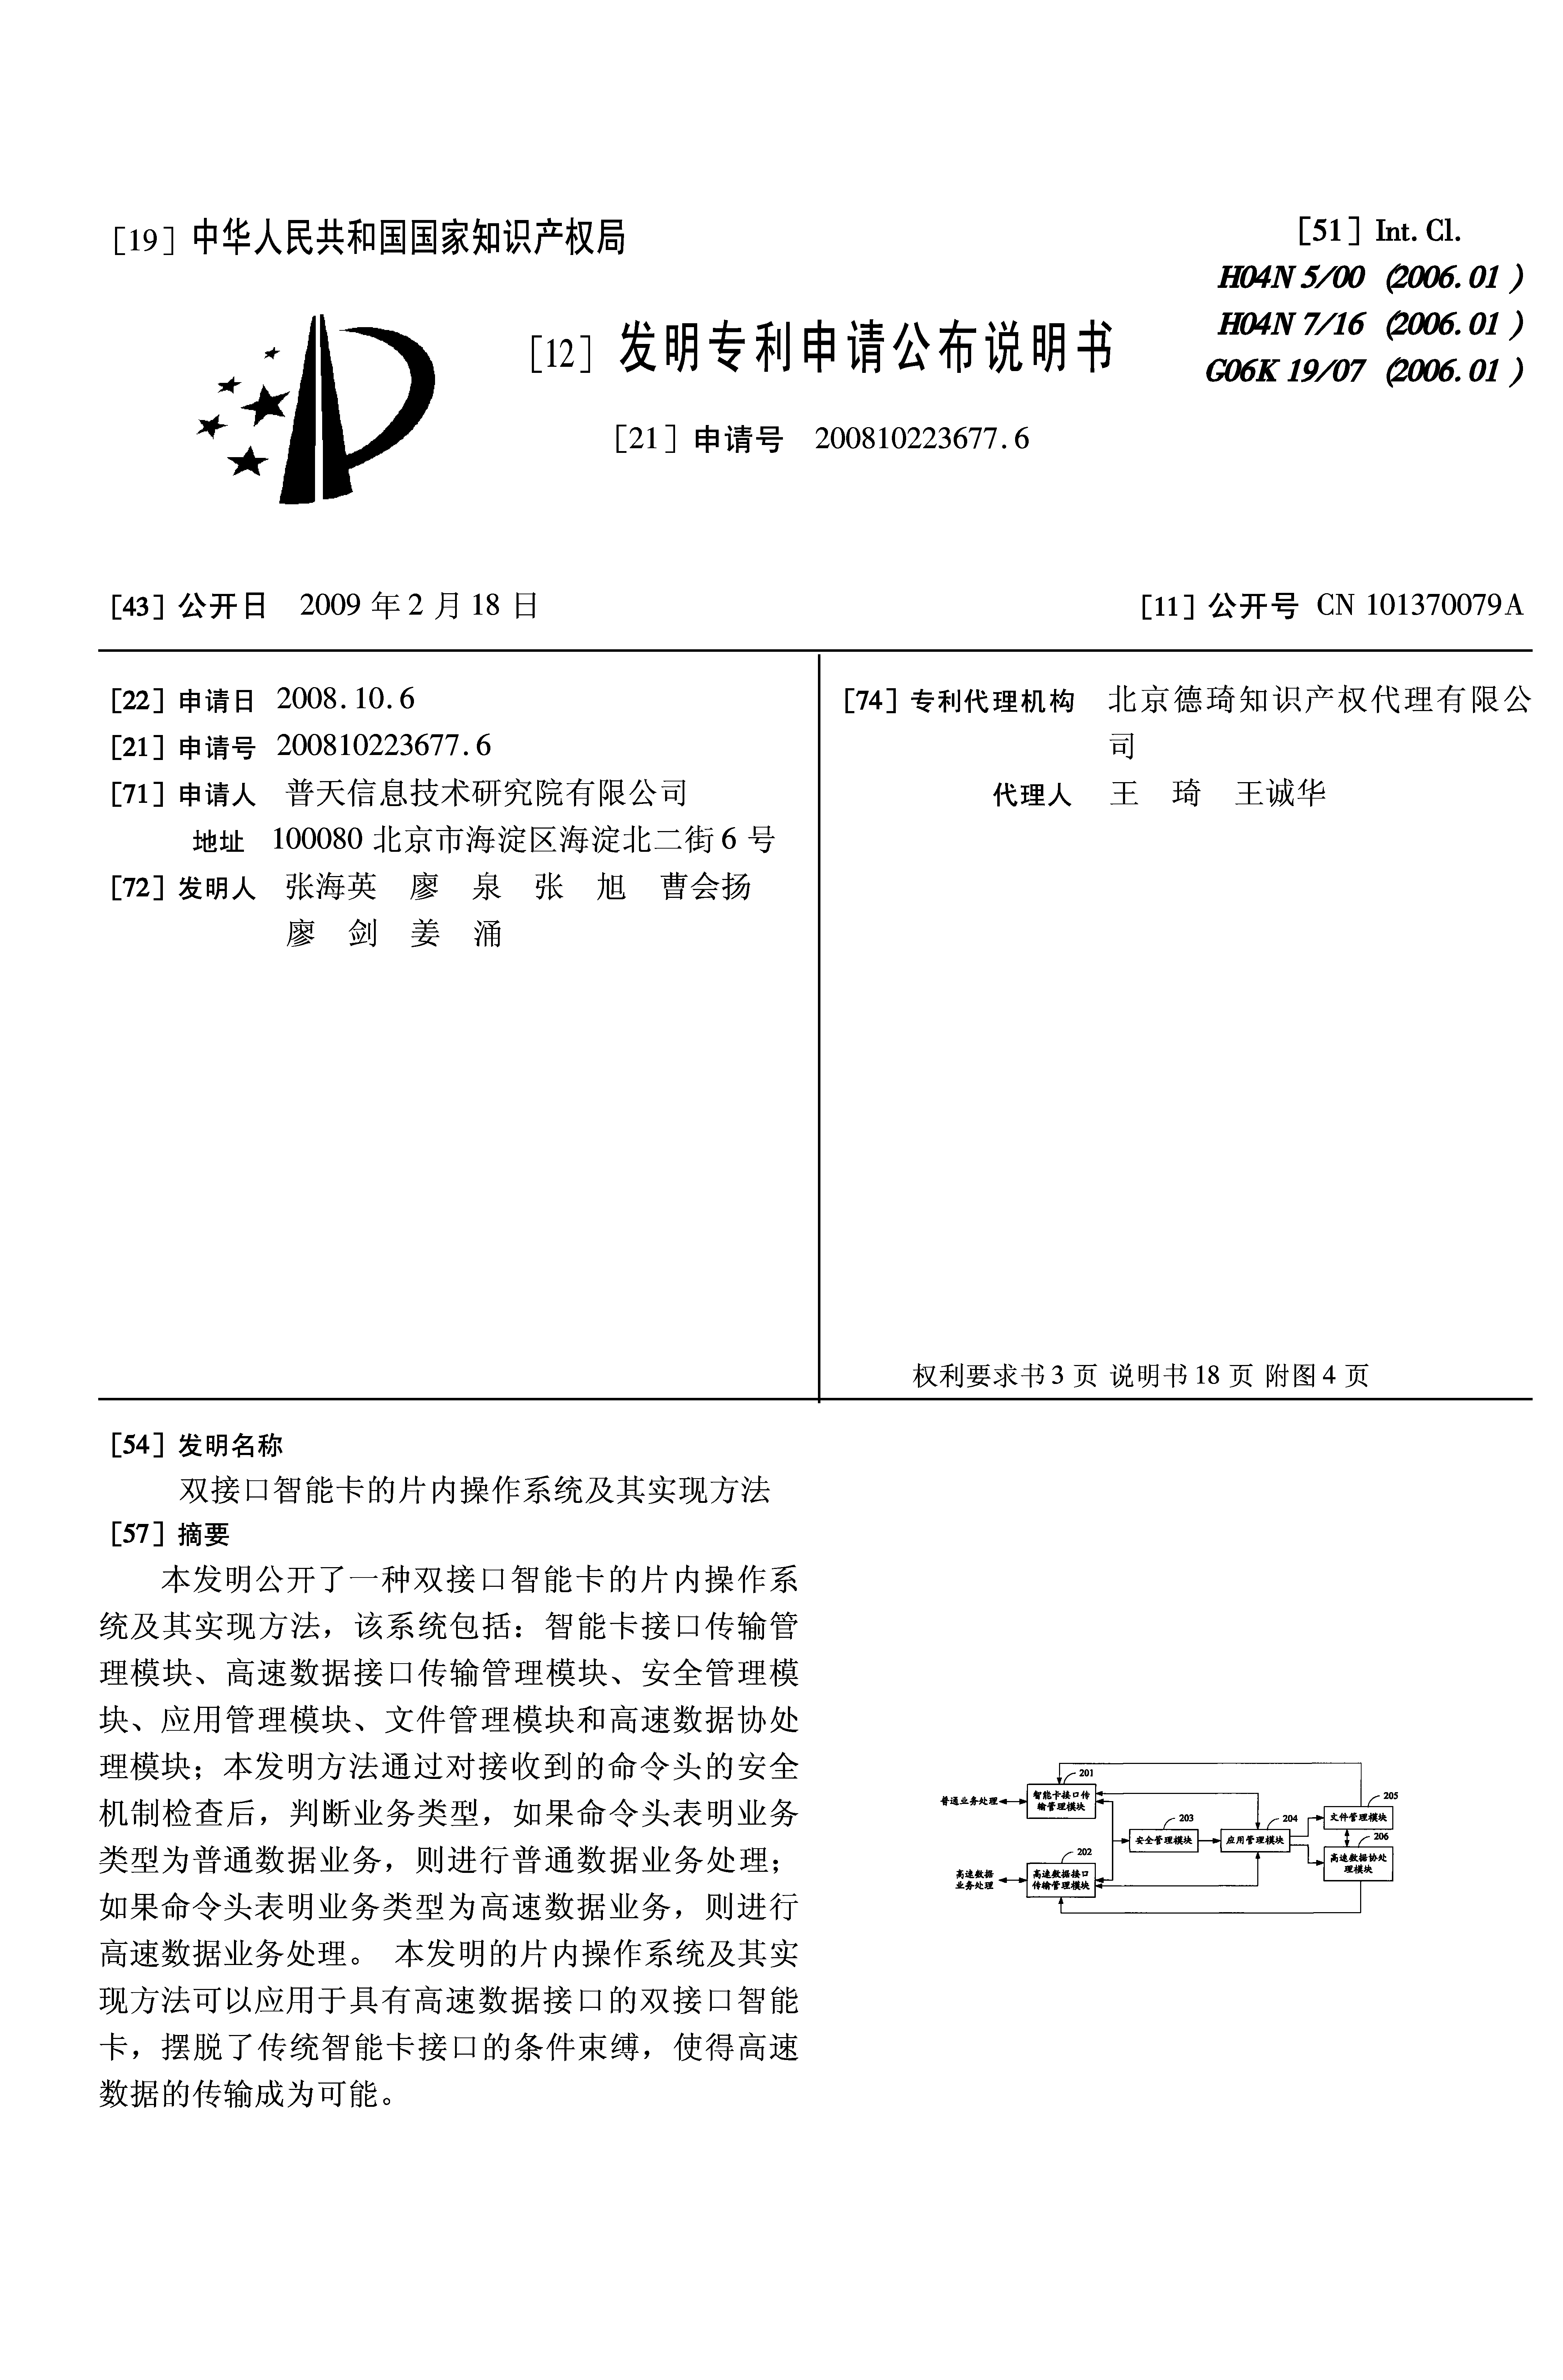 [19] 中华人民共和国国家知识产权局
[51] Int. Cl.
H04N 5/00 (2006.01)
H04N 7/16 (2006.01)
G06K 19/07 (2006.01)
[12] 发明专利申请公布说明书
[21] 申请号 200810223677.6
[43] 公开日 2009 年 2 月 18 日
[11] 公开号 CN 101370079A
[22] 申请日 2008.10.6
[21] 申请号 200810223677.6
[71] 申请人 普天信息技术研究院有限公司
地址 100080 北京市海淀区海淀北二街 6 号
[72] 发明人 张海英 廖 泉 张 旭 曹会扬
廖 剑 姜 涌
[74] 专利代理机构 北京德琦知识产权代理有限公
司
代理人 王 琦 王诚华
权利要求书 3 页 说明书 18 页 附图 4 页
[54] 发明名称
双接口智能卡的片内操作系统及其实现方法
[57] 摘要
本发明公开了一种双接口智能卡的片内操作系
统及其实现方法，该系统包括：智能卡接口传输管
理模块、高速数据接口传输管理模块、安全管理模
块、应用管理模块、文件管理模块和高速数据协处
理模块；本发明方法通过对接收到的命令头的安全
机制检查后，判断业务类型，如果命令头表明业务
类型为普通数据业务，则进行普通数据业务处理；
如果命令头表明业务类型为高速数据业务，则进行
高速数据业务处理。 本发明的片内操作系统及其实
现方法可以应用于具有高速数据接口的双接口智能
卡，摆脱了传统智能卡接口的条件束缚，使得高速
数据的传输成为可能。
201
普通业务处理
智能卡接口传
输管理模块
203
安全管理模块
204
应用管理模块
205
文件管理模块
206
高速数据协处
理模块
202
高速数据
业务处理
高速数据接口
传输管理模块